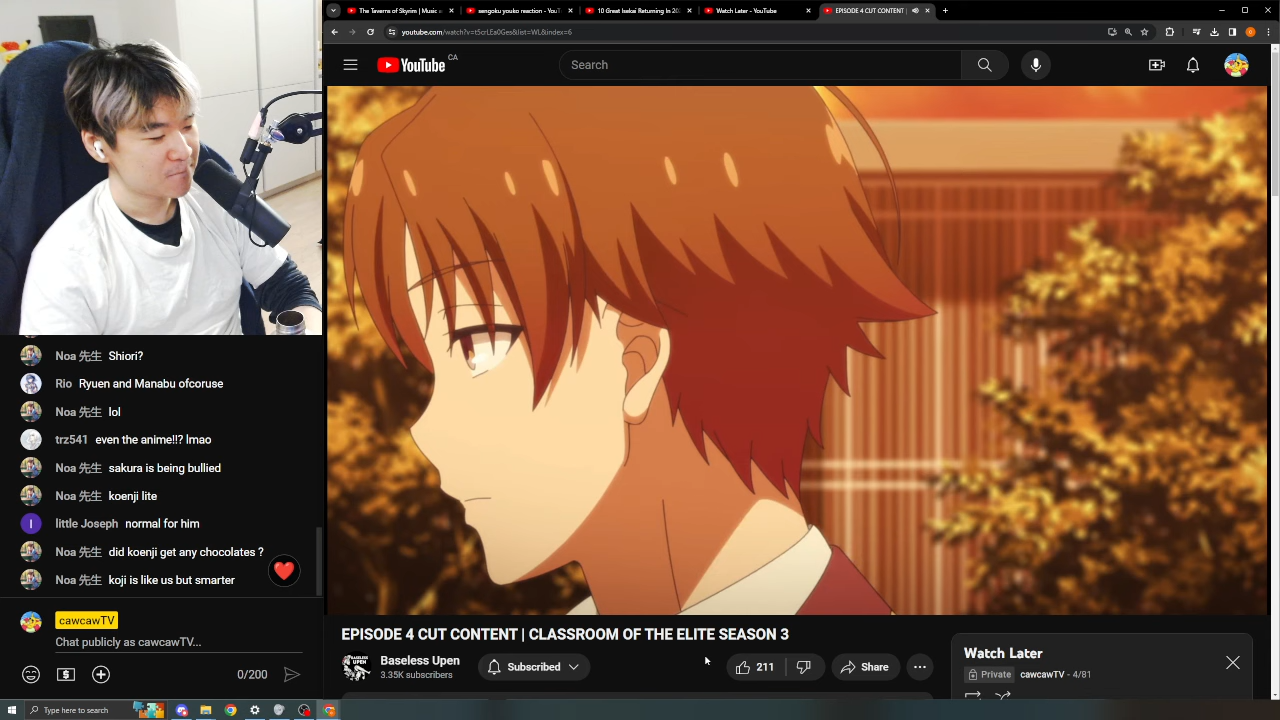 The Taverns of Skyrim | Music
sengoku youko reaction - YouT
10 Great Isekai Returning In 202
Watch Later - YouTube
EPISODE 4 CUT CONTENT |
youtube.com/watch?v=t5crLEa0Ges&list=WL&index=6
YouTube CA
Search
Noa 先生 Shiori?
Rio Ryuen and Manabu ofcoruse
Noa 先生 lol
trz541 even the anime!!? lmao
Noa 先生 sakura is being bullied
Noa 先生 koenji lite
little Joseph normal for him
Noa 先生 did koenji get any chocolates ?
Noa 先生 koji is like us but smarter
cawcawTV
Chat publicly as cawcawTV...
0/200
EPISODE 4 CUT CONTENT | CLASSROOM OF THE ELITE SEASON 3
Baseless Upen
3.35K subscribers
Subscribed
211
Share
Watch Later
Private cawcawTV - 4/81
Type here to search